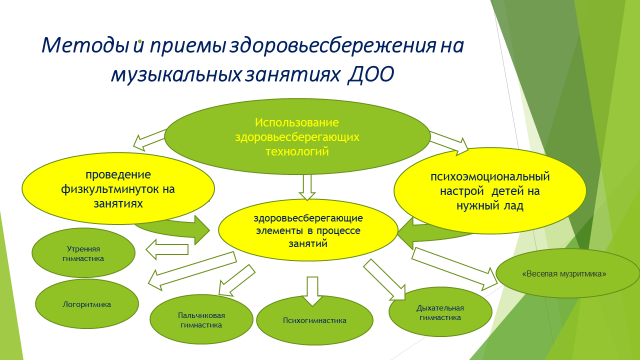 Методы и приемы здоровьесбережения на
музыкальных занятиях ДОО
Использование
здоровьесберегающих
технологий
проведение
физкультминуток на
занятиях
психоэмоциональный
настрой детей на
нужный лад
здоровьесберегающие
элементы в процессе
занятий
Утренняя
гимнастика
Логоритмика
Пальчиковая
гимнастика
Психогимнастика
Дыхательная
гимнастика
«Веселая музритмика»